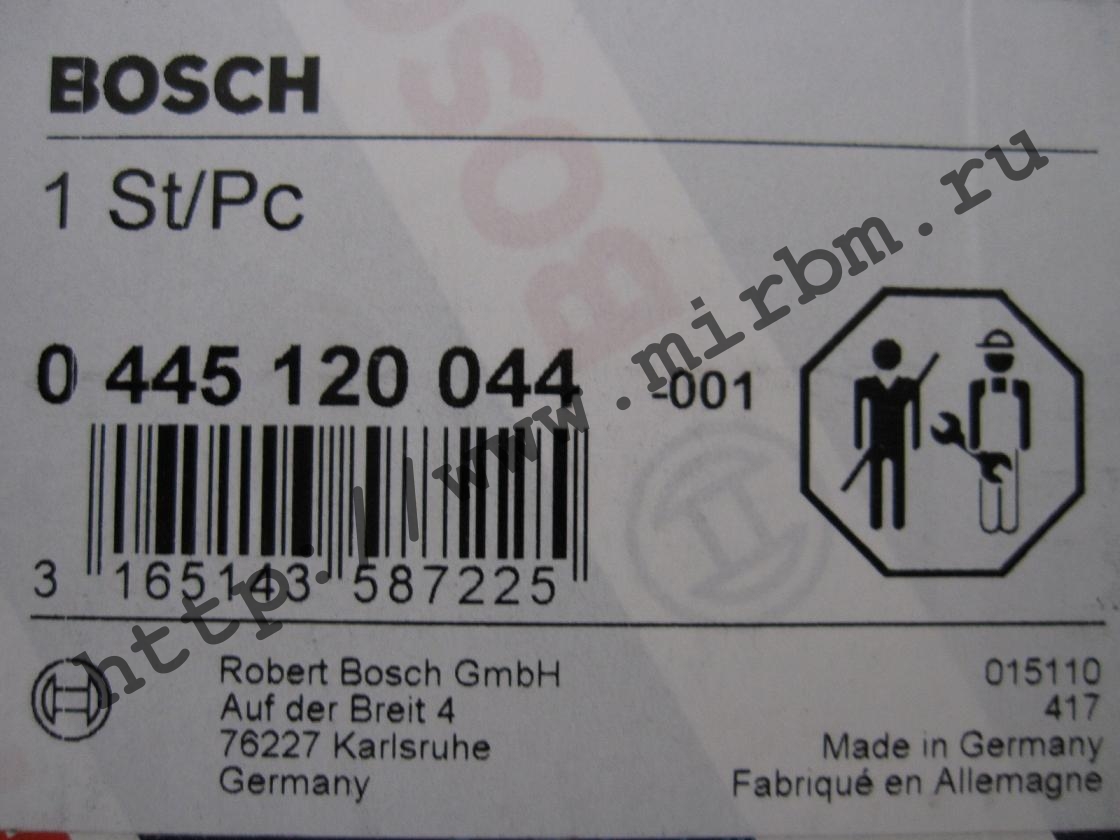 BOSCH
1 St/Pc
0 445 120 044 -001
3 165143 587225
Robert Bosch GmbH
Auf der Breit 4
76227 Karlsruhe
Germany
015110
417
Made in Germany
Fabriqué en Allemagne
http://www.mirbm.ru
BOSCH